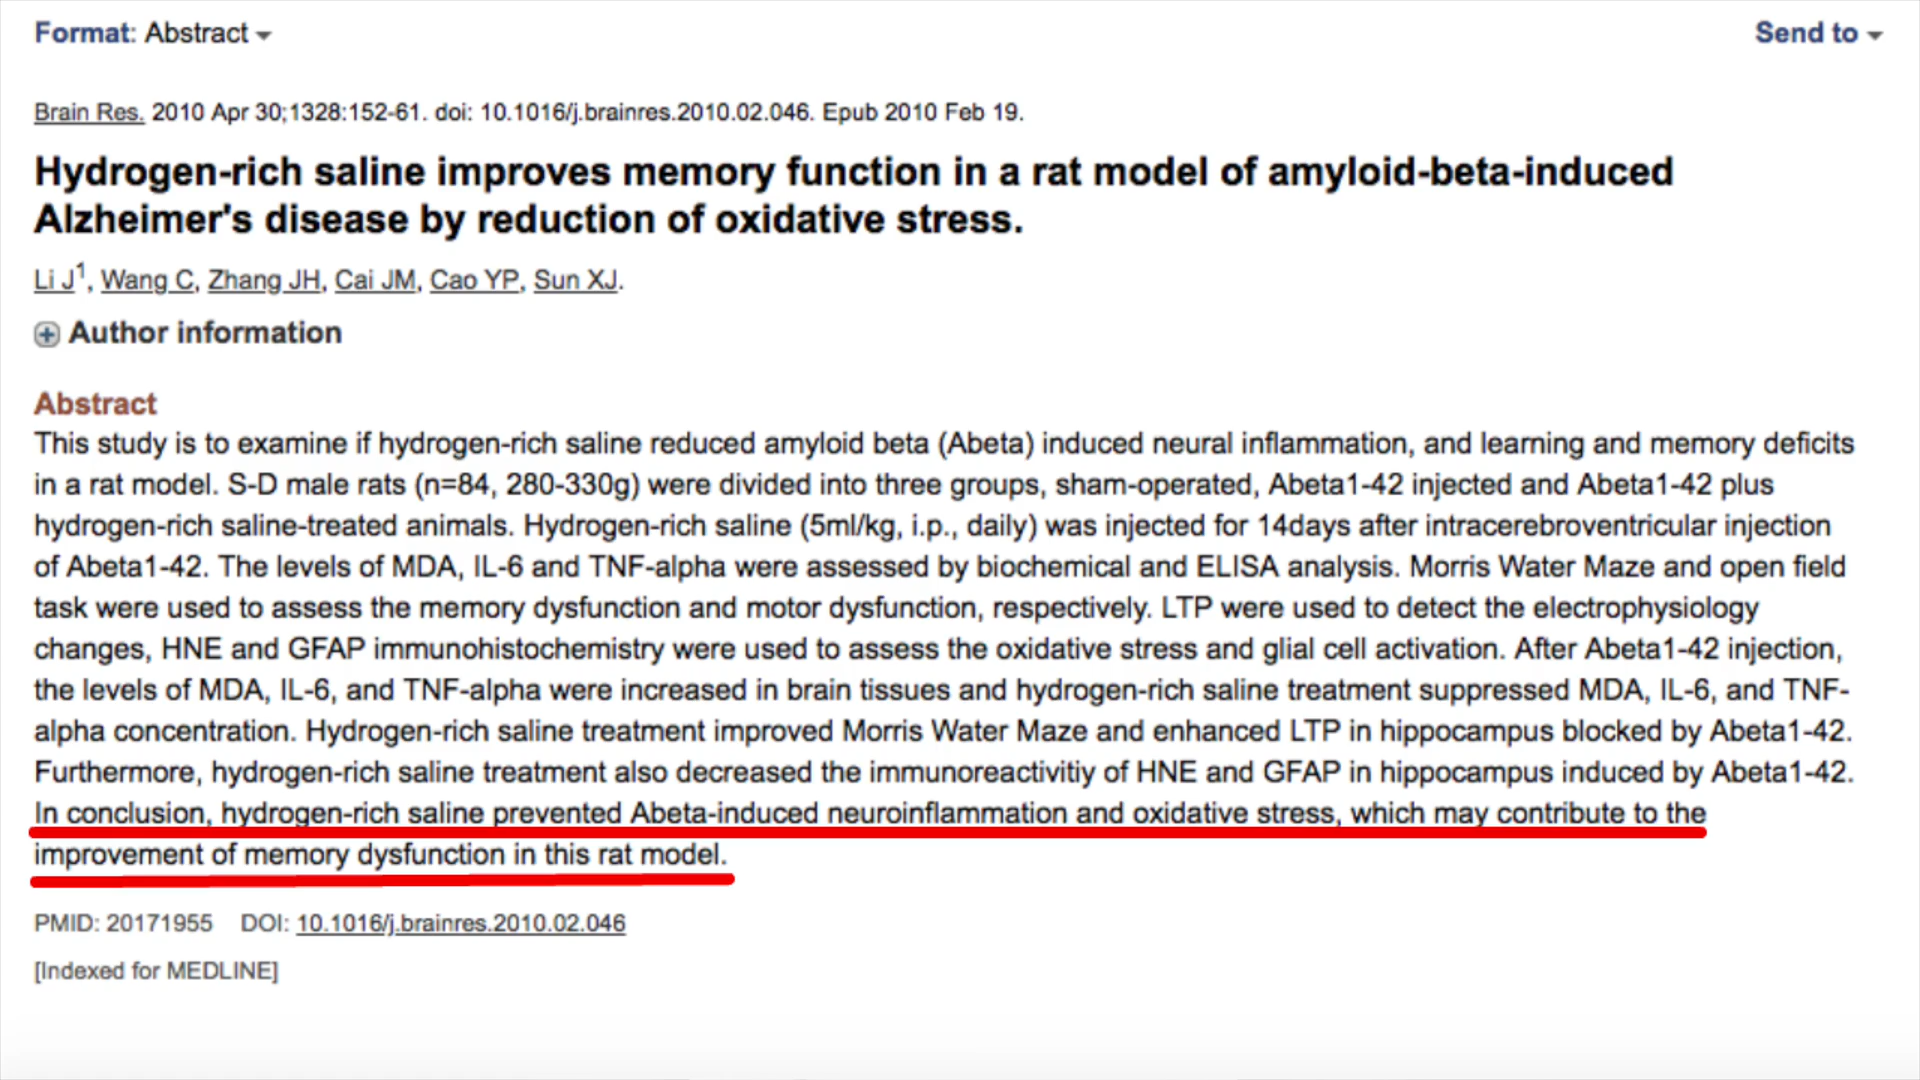 Format: Abstract
Send to
Brain Res. 2010 Apr 30;1328:152-61. doi: 10.1016/j.brainres.2010.02.046. Epub 2010 Feb 19.
Hydrogen-rich saline improves memory function in a rat model of amyloid-beta-induced
Alzheimer's disease by reduction of oxidative stress.
Li J1, Wang C, Zhang JH, Cai JM, Cao YP, Sun XJ.
Author information
Abstract
This study is to examine if hydrogen-rich saline reduced amyloid beta (Abeta) induced neural inflammation, and learning and memory deficits
in a rat model. S-D male rats (n=84, 280-330g) were divided into three groups, sham-operated, Abeta1-42 injected and Abeta1-42 plus
hydrogen-rich saline-treated animals. Hydrogen-rich saline (5ml/kg, i.p., daily) was injected for 14days after intracerebroventricular injection
of Abeta1-42. The levels of MDA, IL-6 and TNF-alpha were assessed by biochemical and ELISA analysis. Morris Water Maze and open field
task were used to assess the memory dysfunction and motor dysfunction, respectively. LTP were used to detect the electrophysiology
changes, HNE and GFAP immunohistochemistry were used to assess the oxidative stress and glial cell activation. After Abeta1-42 injection,
the levels of MDA, IL-6, and TNF-alpha were increased in brain tissues and hydrogen-rich saline treatment suppressed MDA, IL-6, and TNF-
alpha concentration. Hydrogen-rich saline treatment improved Morris Water Maze and enhanced LTP in hippocampus blocked by Abeta1-42.
Furthermore, hydrogen-rich saline treatment also decreased the immunoreactivitiy of HNE and GFAP in hippocampus induced by Abeta1-42.
In conclusion, hydrogen-rich saline prevented Abeta-induced neuroinflammation and oxidative stress, which may contribute to the
improvement of memory dysfunction in this rat model.
PMID: 20171955 DOI: 10.1016/j.brainres.2010.02.046
[Indexed for MEDLINE]